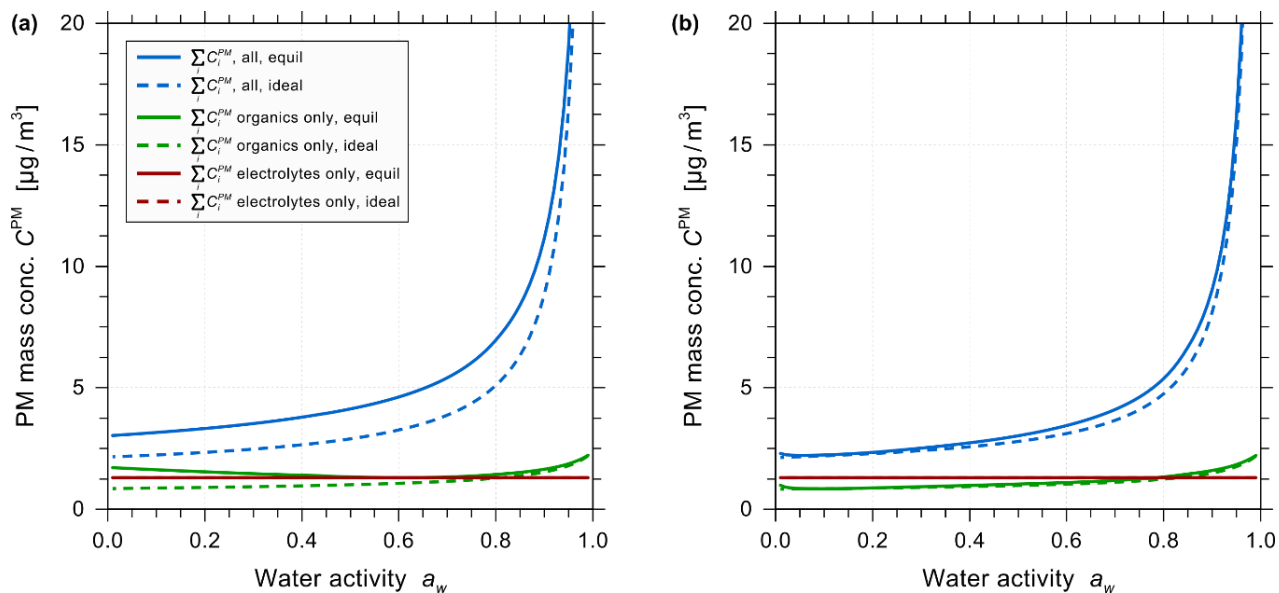 (a)
20
15
10
5
0
PM mass conc. C^PM [µg/m³]
∑_i C_i^PM, all, equil
∑_i C_i^PM, all, ideal
∑_i C_i^PM organics only, equil
∑_i C_i^PM organics only, ideal
∑_i C_i^PM electrolytes only, equil
∑_i C_i^PM electrolytes only, ideal
0.0 0.2 0.4 0.6 0.8 1.0
Water activity a_w
(b)
20
15
10
5
0
PM mass conc. C^PM [µg/m³]
0.0 0.2 0.4 0.6 0.8 1.0
Water activity a_w